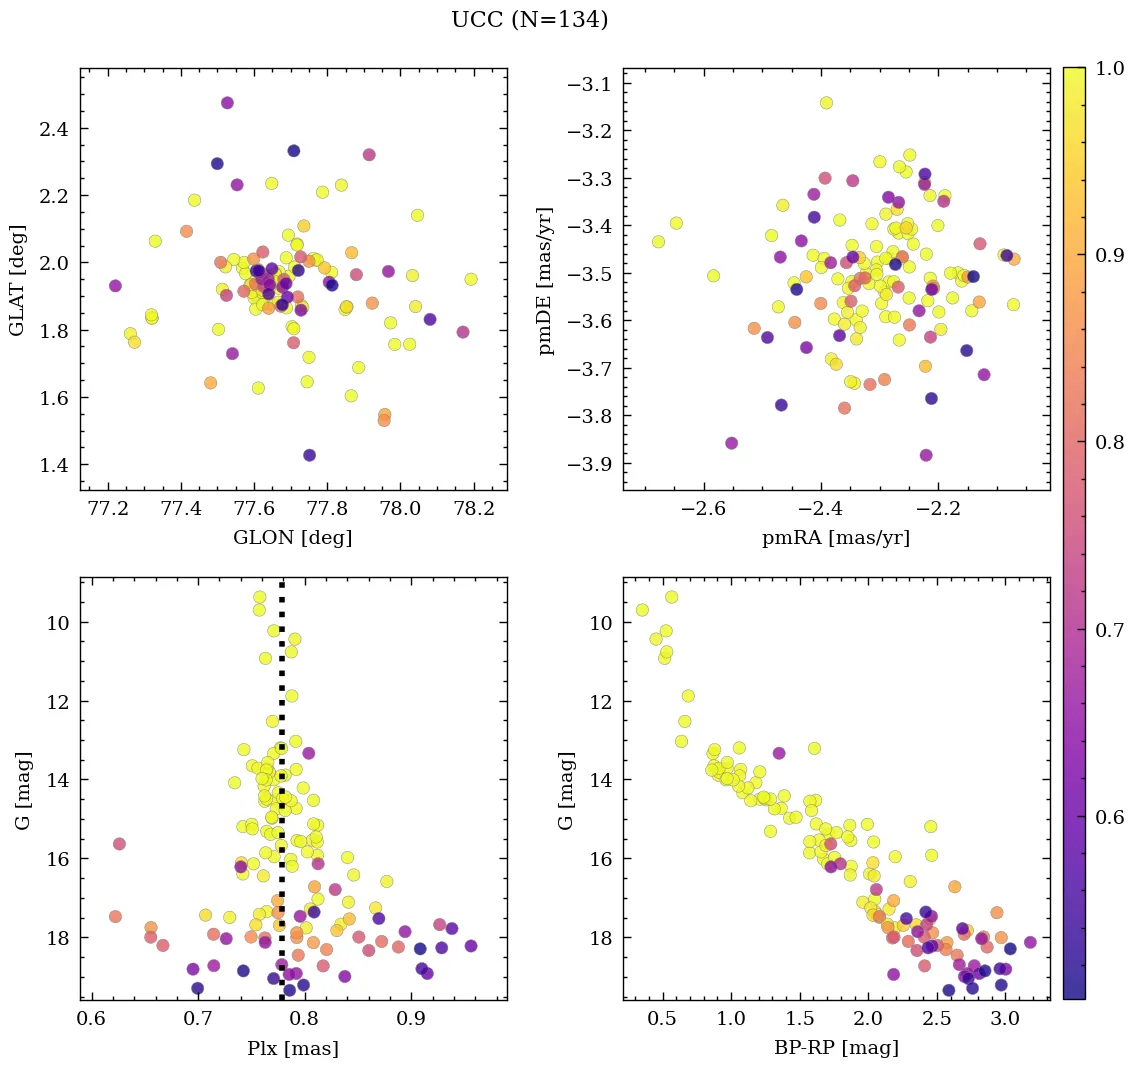 UCC (N=134)
2.4
2.2
2.0
1.8
1.6
1.4
GLAT [deg]
77.2 77.4 77.6 77.8 78.0 78.2
GLON [deg]
−3.1
−3.2
−3.3
−3.4
−3.5
−3.6
−3.7
−3.8
−3.9
pmDE [mas/yr]
−2.6 −2.4 −2.2
pmRA [mas/yr]
1.0
0.9
0.8
0.7
0.6
10
12
14
16
18
G [mag]
0.6 0.7 0.8 0.9
Plx [mas]
10
12
14
16
18
G [mag]
0.5 1.0 1.5 2.0 2.5 3.0
BP-RP [mag]